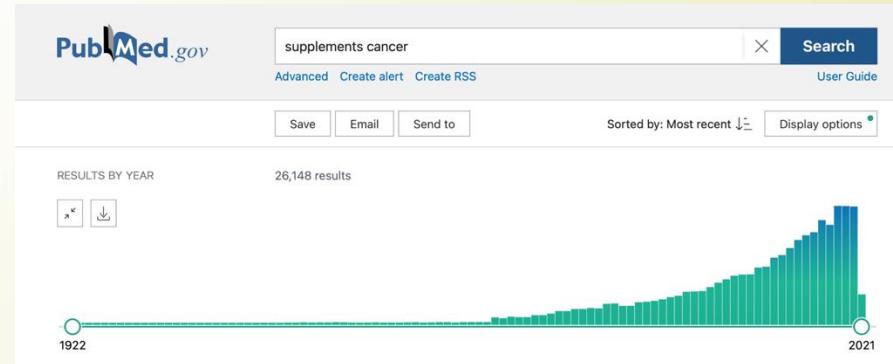 PubMed.gov
supplements cancer
Search
Advanced Create alert Create RSS
User Guide
Save Email Send to
Sorted by: Most recent
Display options
RESULTS BY YEAR
26,148 results
1922
2021